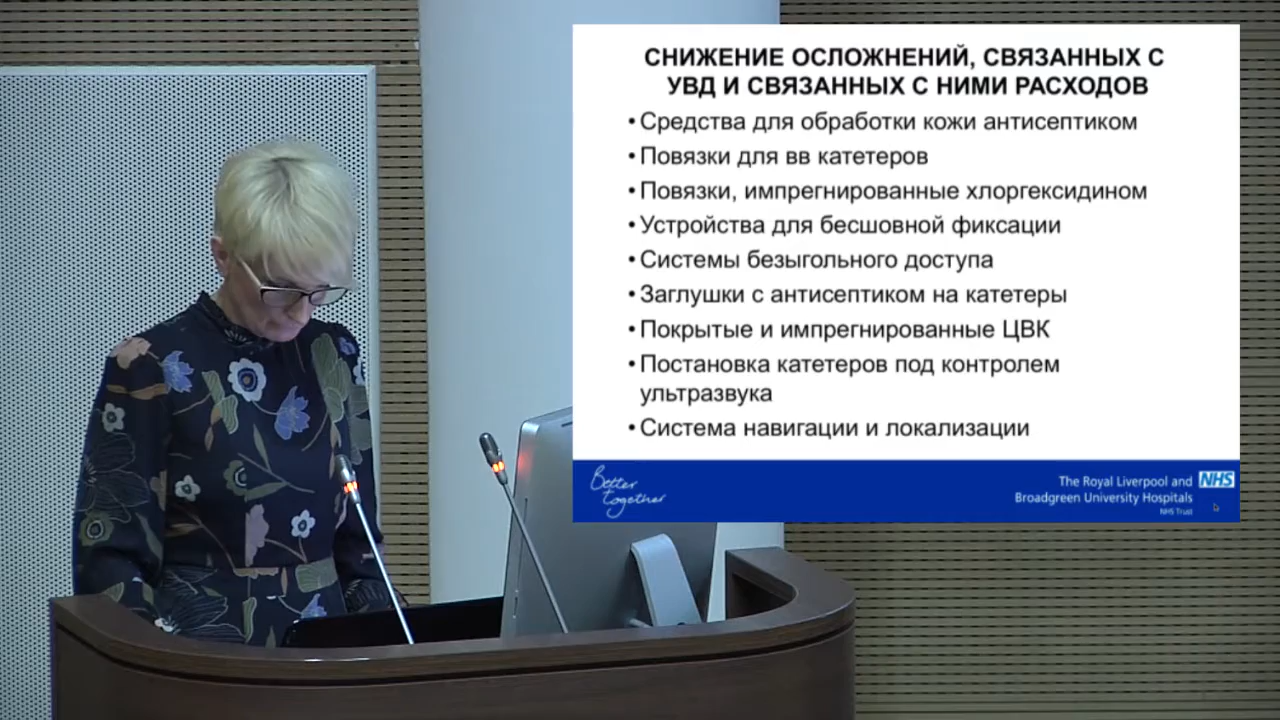 СНИЖЕНИЕ ОСЛОЖНЕНИЙ, СВЯЗАННЫХ С
УВД И СВЯЗАННЫХ С НИМИ РАСХОДОВ
•Средства для обработки кожи антисептиком
•Повязки для вв катетеров
•Повязки, импрегнированные хлоргексидином
•Устройства для бесшовной фиксации
•Системы безыгольного доступа
•Заглушки с антисептиком на катетеры
•Покрытые и импрегнированные ЦВК
•Постановка катетеров под контролем
ультразвука
•Система навигации и локализации
Better
together
The Royal Liverpool and NHS
Broadgreen University Hospitals
NHS Trust